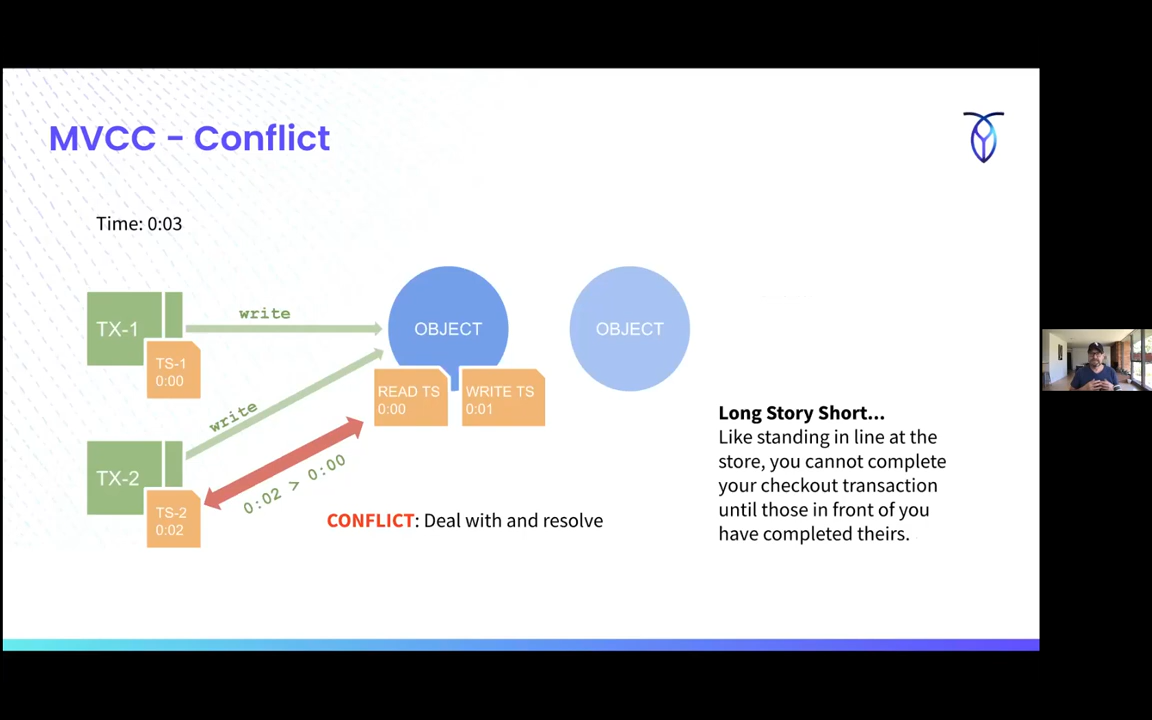 MVCC - Conflict
Time: 0:03
TX-1
TS-1
0:00
write
OBJECT
OBJECT
READ TS
0:00
WRITE TS
0:01
write
TX-2
TS-2
0:02
0:02 > 0:00
CONFLICT: Deal with and resolve
Long Story Short...
Like standing in line at the
store, you cannot complete
your checkout transaction
until those in front of you
have completed theirs.